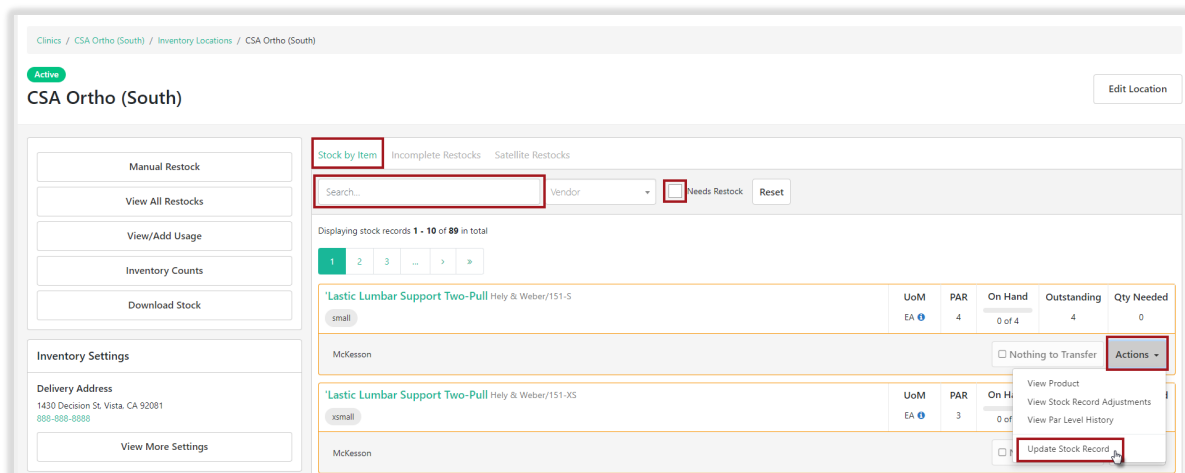 Clinics / CSA Ortho (South) / Inventory Locations / CSA Ortho (South)
Active
CSA Ortho (South)
Edit Location
Manual Restock
View All Restocks
View/Add Usage
Inventory Counts
Download Stock
Inventory Settings
Delivery Address
1430 Decision St, Vista, CA 92081
888-888-8888
View More Settings
Stock by Item Incomplete Restocks Satellite Restocks
Search... Vendor Needs Restock Reset
Displaying stock records 1 - 10 of 89 in total
1 2 3 ... › »
'Lastic Lumbar Support Two-Pull Hely & Weber/151-S UoM PAR On Hand Outstanding Qty Needed
small EA 4 0 of 4 4 0
McKesson Nothing to Transfer Actions
'Lastic Lumbar Support Two-Pull Hely & Weber/151-XS UoM PAR
xsmall EA 3 0 of
McKesson
View Product
View Stock Record Adjustments
View Par Level History
Update Stock Record